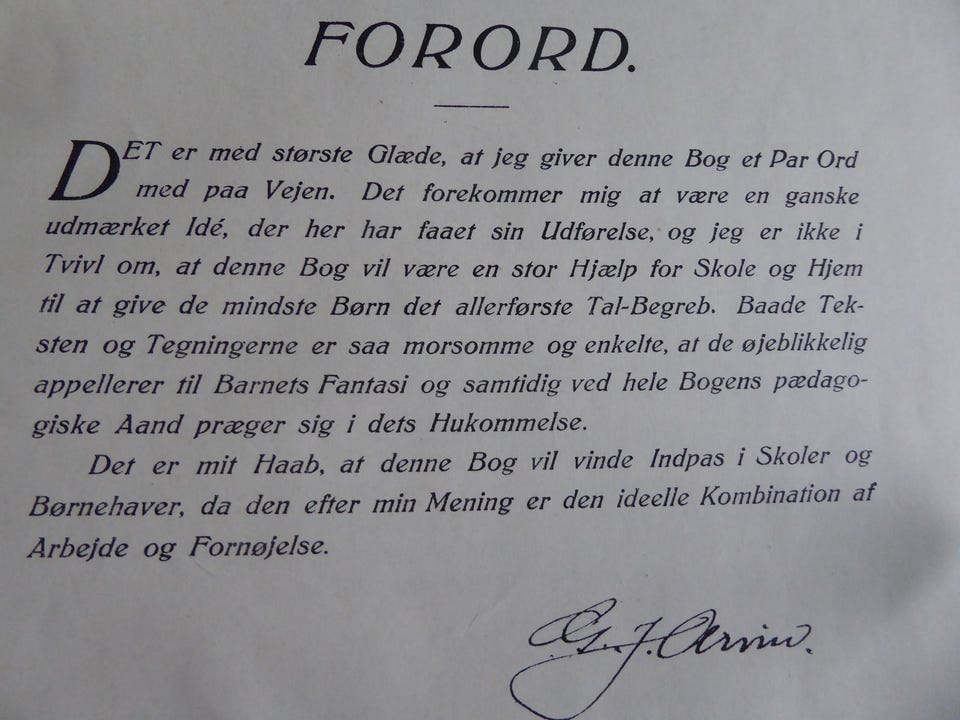 FORORD.
DET er med største Glæde, at jeg giver denne Bog et Par Ord
med paa Vejen. Det forekommer mig at være en ganske
udmærket Idé, der her har faaet sin Udførelse, og jeg er ikke i
Tvivl om, at denne Bog vil være en stor Hjælp for Skole og Hjem
til at give de mindste Børn det allerførste Tal-Begreb. Baade Tek-
sten og Tegningerne er saa morsomme og enkelte, at de øjeblikkelig
appellerer til Barnets Fantasi og samtidig ved hele Bogens pædago-
giske Aand præger sig i dets Hukommelse.
Det er mit Haab, at denne Bog vil vinde Indpas i Skoler og
Børnehaver, da den efter min Mening er den ideelle Kombination af
Arbejde og Fornøjelse.
G. J. Arvin.